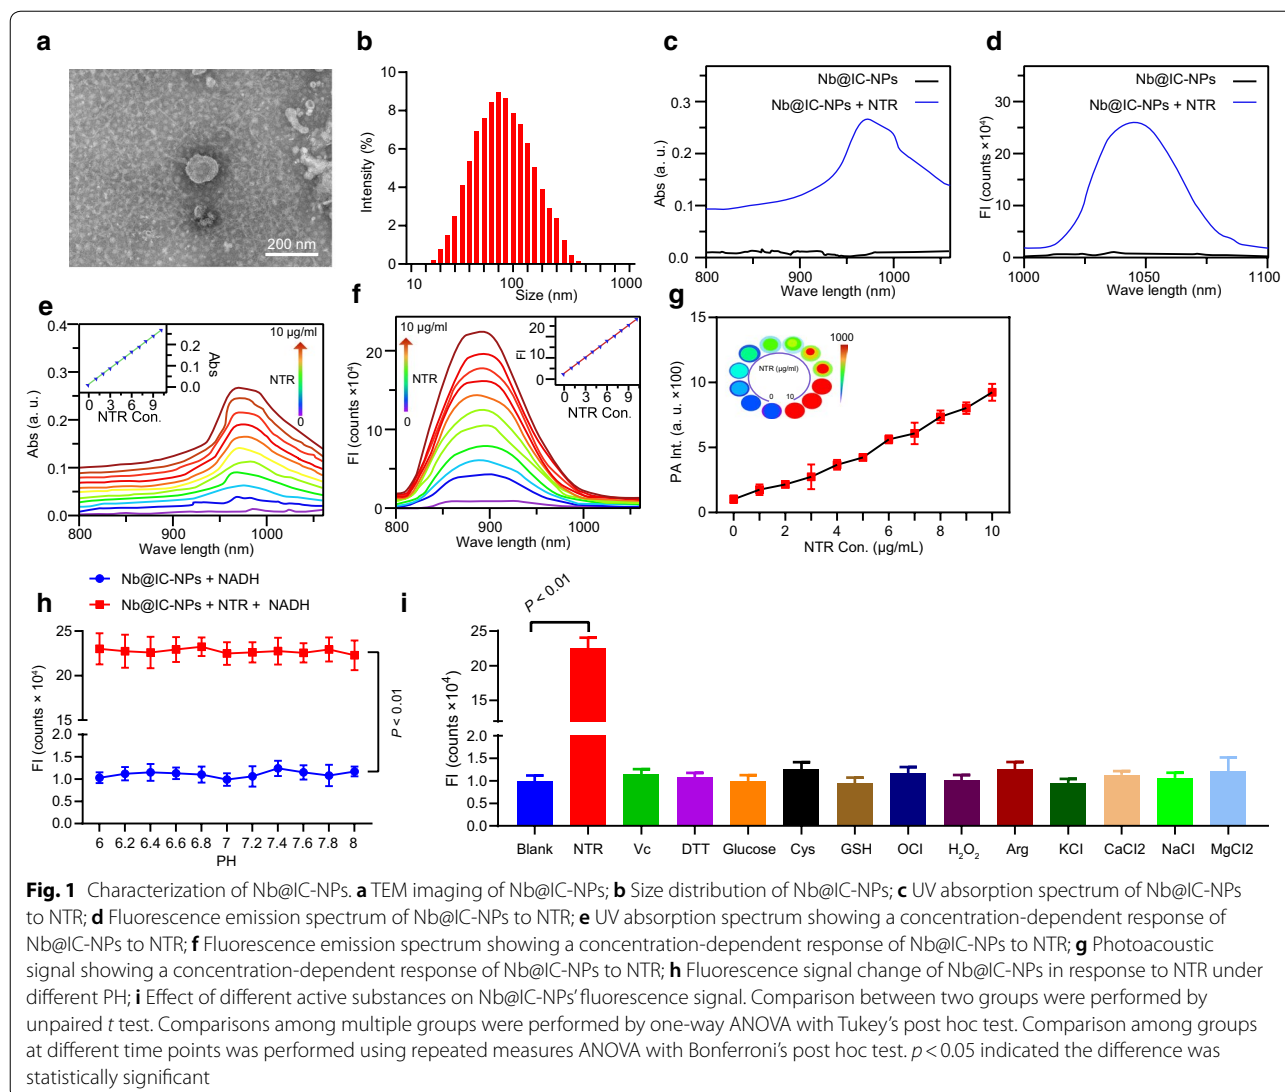 a
200 nm
b
Intensity (%)
10
8
6
4
2
0
10
100
1000
Size (nm)
c
Nb@IC-NPs
Nb@IC-NPs + NTR
Abs (a. u.)
0.3
0.2
0.1
0.0
800
900
1000
Wave length (nm)
d
Nb@IC-NPs
Nb@IC-NPs + NTR
FI (counts ×10⁴)
30
20
10
0
1000
1050
1100
Wave length (nm)
e
Abs (a. u.)
0.4
0.3
0.2
0.1
0.0
800
900
1000
Wave length (nm)
0.2
0.1
0.0
Abs
0 3 6 9
NTR Con.
10 µg/ml
NTR
0
f
FI (counts ×10⁴)
20
10
0
800
900
1000
Wave length (nm)
10 µg/ml
NTR
0
FI
20
10
0
0 3 6 9
NTR Con.
g
PA Int. (a. u. ×100)
15
10
5
0
0 2 4 6 8 10
NTR Con. (µg/mL)
NTR (µg/ml)
0 10
1000
0
h
Nb@IC-NPs + NADH
Nb@IC-NPs + NTR + NADH
FI (counts × 10⁴)
25
20
15
2.0
1.5
1.0
0.5
0.0
6 6.2 6.4 6.6 6.8 7 7.2 7.4 7.6 7.8 8
PH
P < 0.01
i
P < 0.01
FI (counts ×10⁴)
25
20
15
2.0
1.5
1.0
0.5
0.0
Blank NTR Vc DTT Glucose Cys GSH OCl H₂O₂ Arg KCl CaCl2 NaCl MgCl2
Fig. 1 Characterization of Nb@IC-NPs. a TEM imaging of Nb@IC-NPs; b Size distribution of Nb@IC-NPs; c UV absorption spectrum of Nb@IC-NPs
to NTR; d Fluorescence emission spectrum of Nb@IC-NPs to NTR; e UV absorption spectrum showing a concentration-dependent response of
Nb@IC-NPs to NTR; f Fluorescence emission spectrum showing a concentration-dependent response of Nb@IC-NPs to NTR; g Photoacoustic
signal showing a concentration-dependent response of Nb@IC-NPs to NTR; h Fluorescence signal change of Nb@IC-NPs in response to NTR under
different PH; i Effect of different active substances on Nb@IC-NPs' fluorescence signal. Comparison between two groups were performed by
unpaired t test. Comparisons among multiple groups were performed by one-way ANOVA with Tukey's post hoc test. Comparison among groups
at different time points was performed using repeated measures ANOVA with Bonferroni's post hoc test. p < 0.05 indicated the difference was
statistically significant